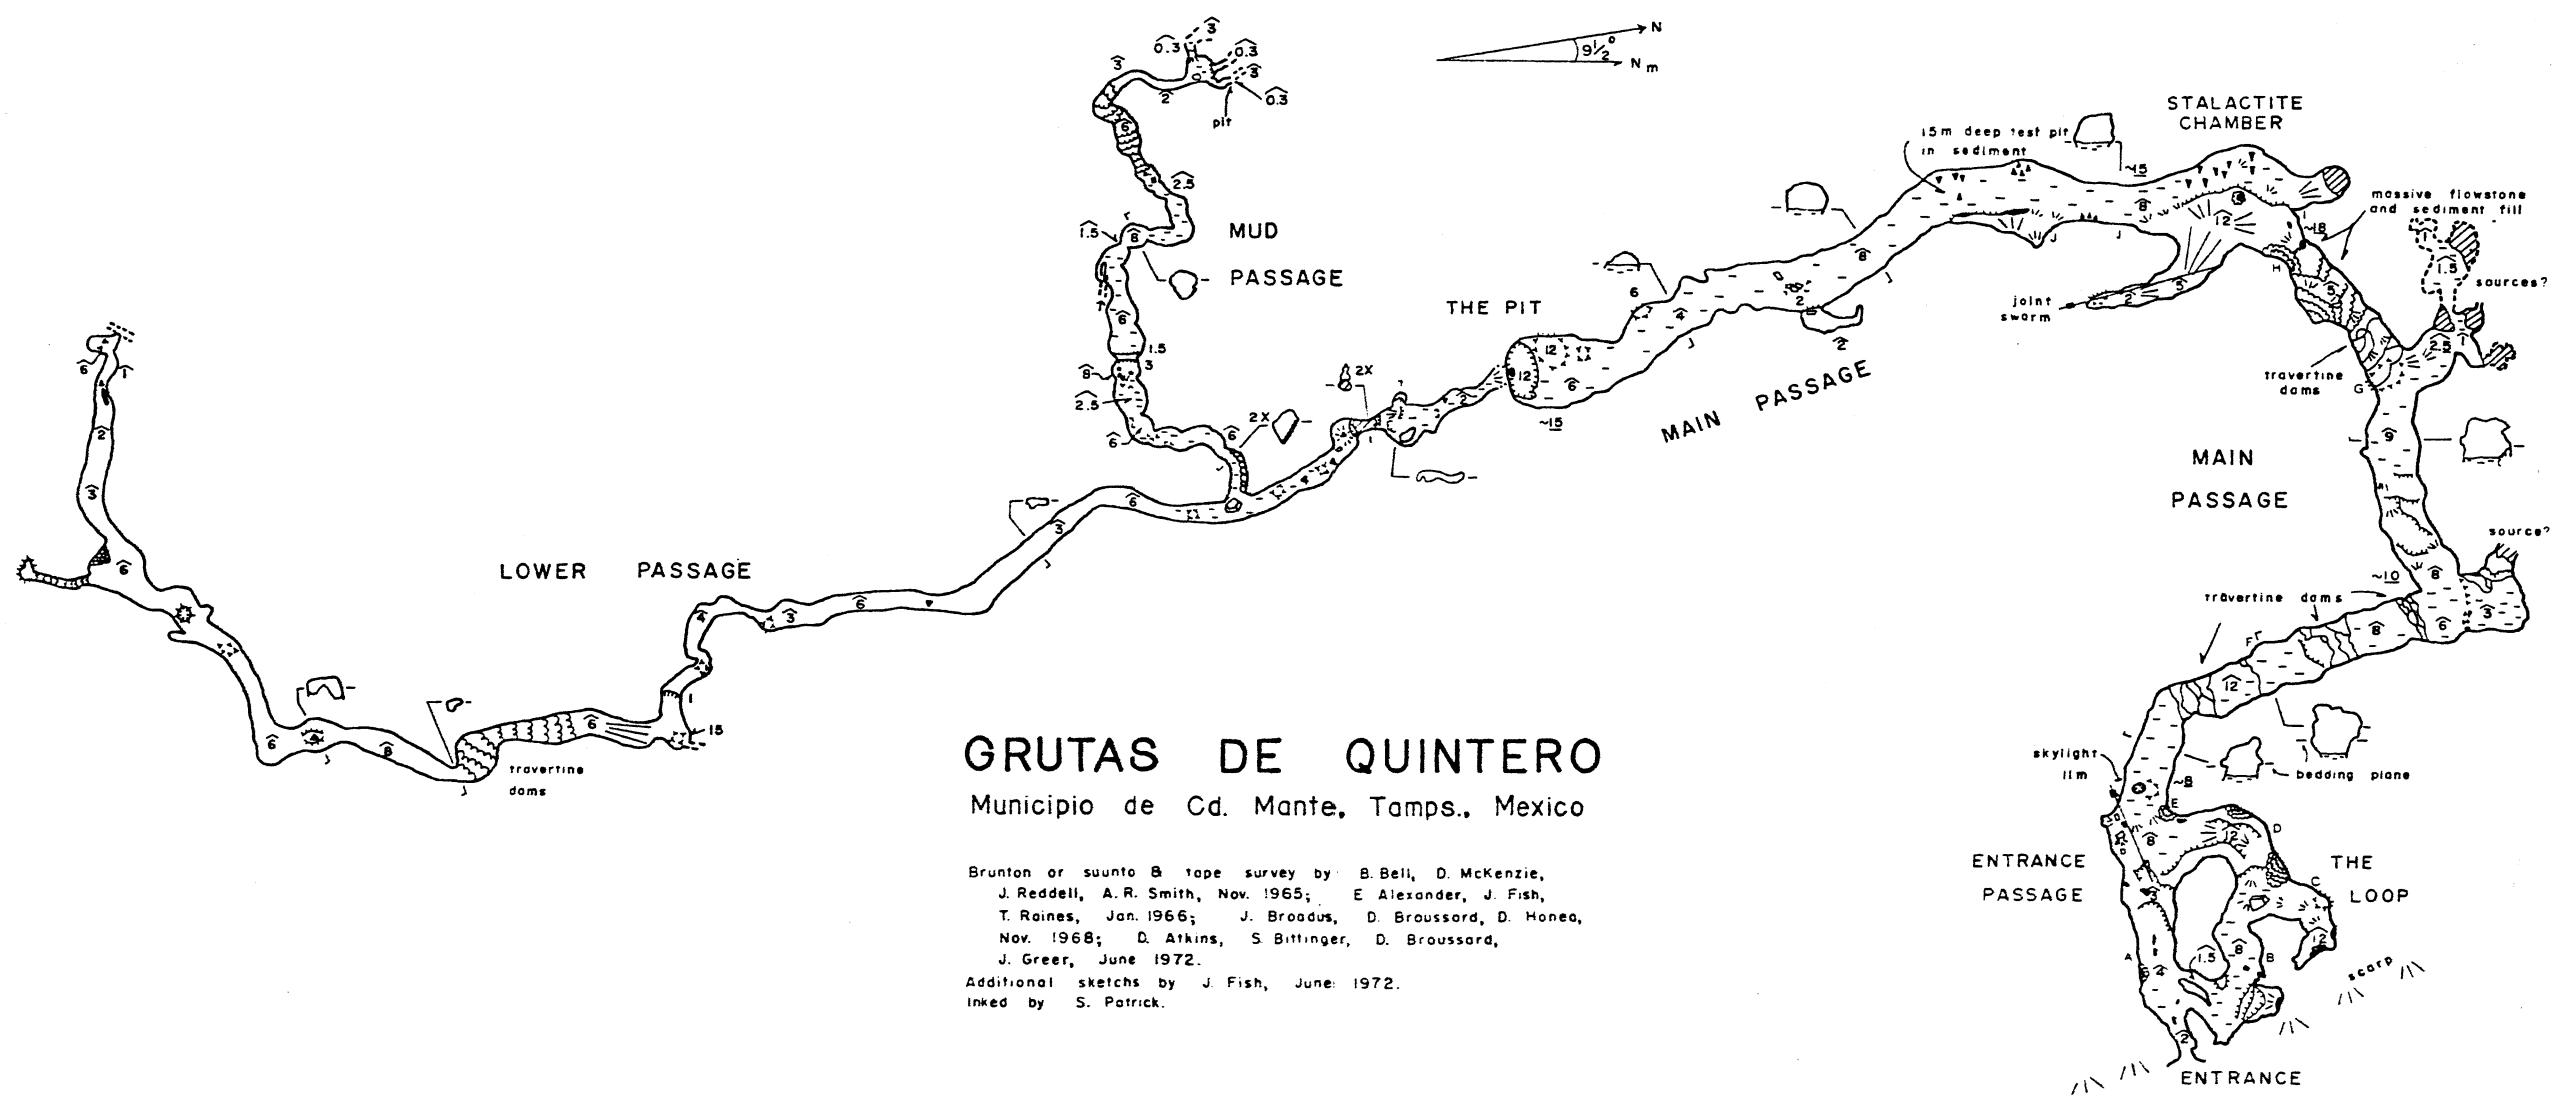 N
9½°
Nm
STALACTITE
CHAMBER
15m deep test pit
in sediment
massive flowstone
and sediment fill
sources?
pit
MUD
PASSAGE
THE PIT
joint
swarm
travertine
dams
MAIN PASSAGE
MAIN
PASSAGE
source?
LOWER PASSAGE
travertine dams
skylight
11m
bedding plane
travertine
dams
GRUTAS DE QUINTERO
Municipio de Cd. Mante, Tamps., Mexico
ENTRANCE
PASSAGE
THE
LOOP
Brunton or suunto & tape survey by B. Bell, D. McKenzie,
J. Reddell, A.R. Smith, Nov. 1965; E Alexander, J. Fish,
T. Raines, Jan. 1966; J. Broadus, D. Broussard, D. Honea,
Nov. 1968; D. Atkins, S. Bittinger, D. Broussard,
J. Greer, June 1972.
Additional sketchs by J. Fish, June 1972.
Inked by S. Patrick.
scarp
ENTRANCE